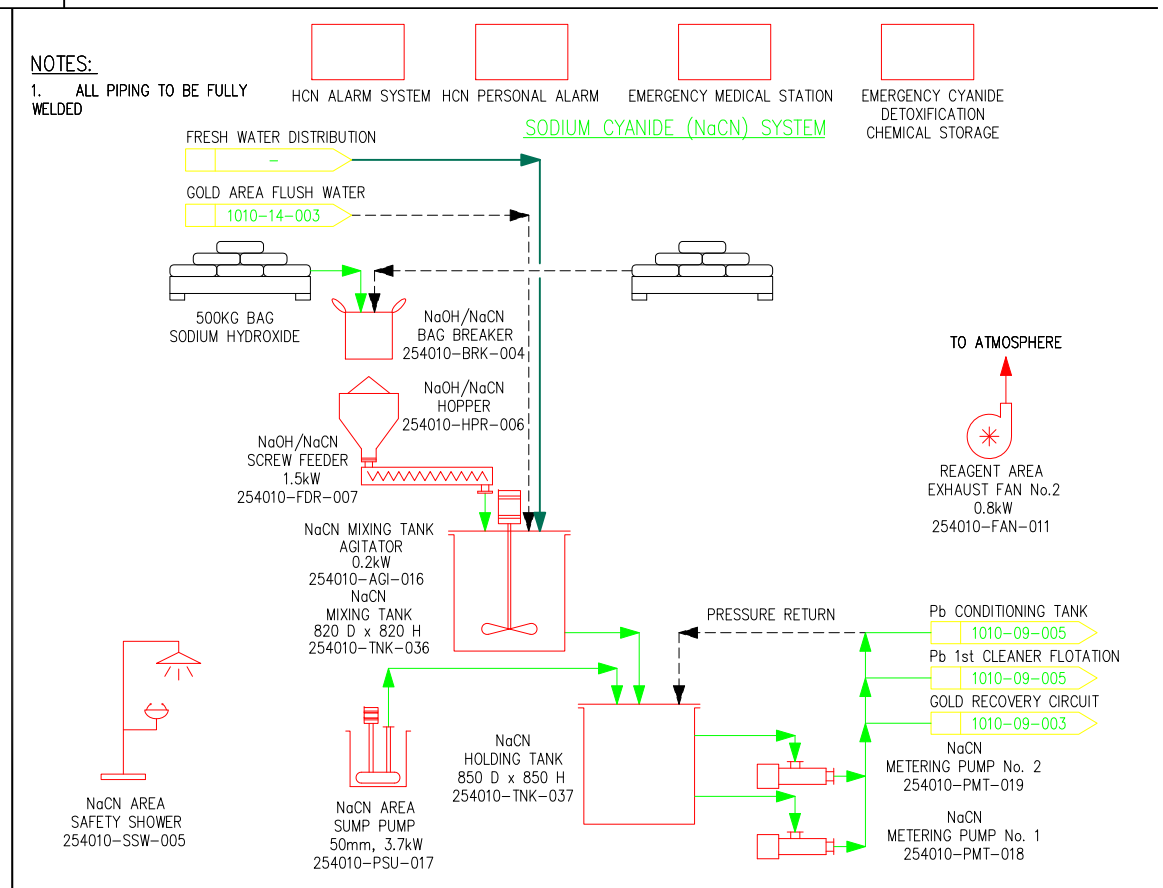 NOTES:
1. ALL PIPING TO BE FULLY
WELDED
HCN ALARM SYSTEM
HCN PERSONAL ALARM
EMERGENCY MEDICAL STATION
EMERGENCY CYANIDE
DETOXIFICATION
CHEMICAL STORAGE
SODIUM CYANIDE (NaCN) SYSTEM
FRESH WATER DISTRIBUTION
-
GOLD AREA FLUSH WATER
1010-14-003
500KG BAG
SODIUM HYDROXIDE
NaOH/NaCN
BAG BREAKER
254010-BRK-004
TO ATMOSPHERE
NaOH/NaCN
HOPPER
254010-HPR-006
NaOH/NaCN
SCREW FEEDER
1.5kW
254010-FDR-007
REAGENT AREA
EXHAUST FAN No.2
0.8kW
254010-FAN-011
NaCN MIXING TANK
AGITATOR
0.2kW
254010-AGI-016
NaCN
MIXING TANK
820 D x 820 H
254010-TNK-036
PRESSURE RETURN
Pb CONDITIONING TANK
1010-09-005
Pb 1st CLEANER FLOTATION
1010-09-005
GOLD RECOVERY CIRCUIT
1010-09-003
NaCN
HOLDING TANK
850 D x 850 H
254010-TNK-037
NaCN
METERING PUMP No. 2
254010-PMT-019
NaCN
METERING PUMP No. 1
254010-PMT-018
NaCN AREA
SAFETY SHOWER
254010-SSW-005
NaCN AREA
SUMP PUMP
50mm, 3.7kW
254010-PSU-017